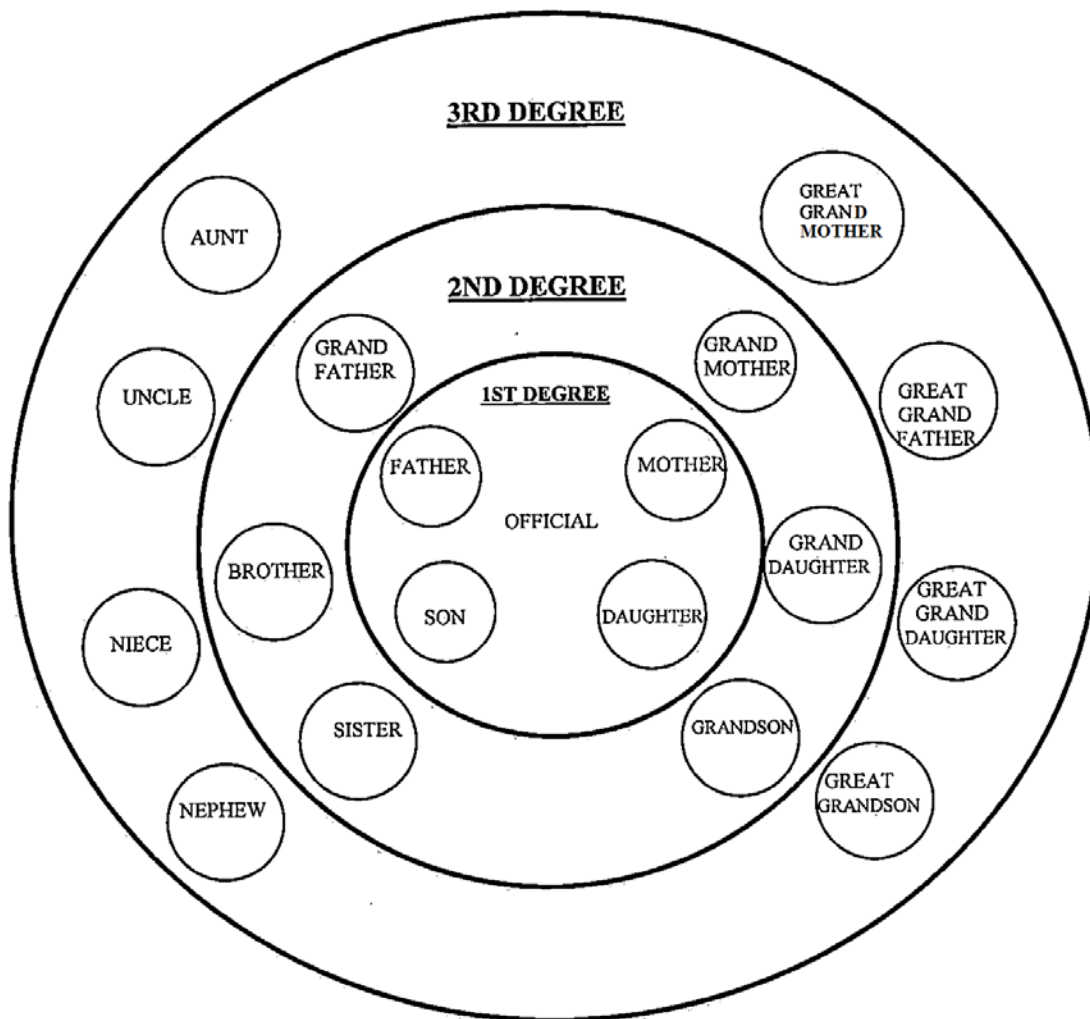 3RD DEGREE
AUNT
GREAT
GRAND
MOTHER
UNCLE
GREAT
GRAND
FATHER
NIECE
GREAT
GRAND
DAUGHTER
NEPHEW
GREAT
GRANDSON
2ND DEGREE
GRAND
FATHER
GRAND
MOTHER
BROTHER
GRAND
DAUGHTER
SISTER
GRANDSON
1ST DEGREE
FATHER
MOTHER
OFFICIAL
SON
DAUGHTER